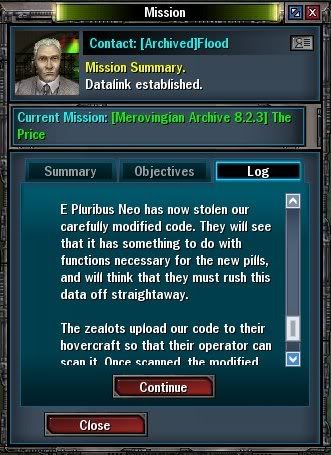 Mission
Contact: [Archived]Flood
Mission Summary.
Datalink established.
Current Mission: [Merovingian Archive 8.2.3] The
Price
Summary
Objectives
Log
E Pluribus Neo has now stolen our
carefully modified code. They will see
that it has something to do with
functions necessary for the new pills,
and will think that they must rush this
data off straightaway.
The zealots upload our code to their
hovercraft so that their operator can
scan it. Once scanned, the modified
Continue
Close